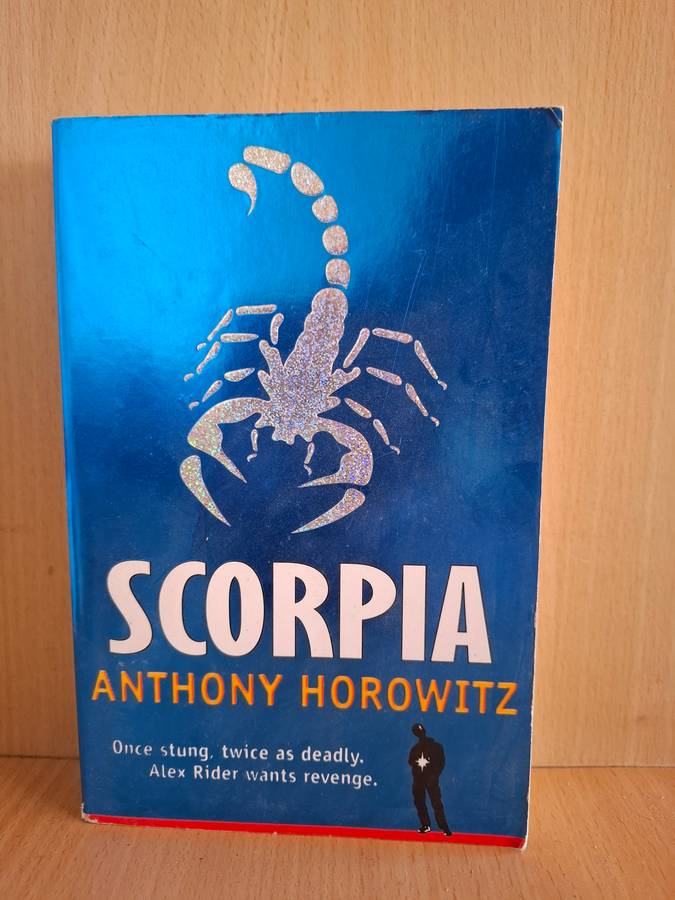 SCORPIA
ANTHONY HOROWITZ
Once stung, twice as deadly.
Alex Rider wants revenge.